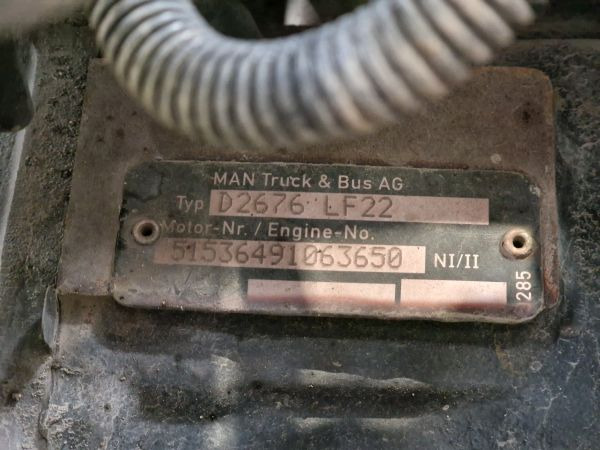 MAN Truck & Bus AG
Typ D2676 LF22
Motor-Nr. / Engine-No.
51536491063650 NI/II
285